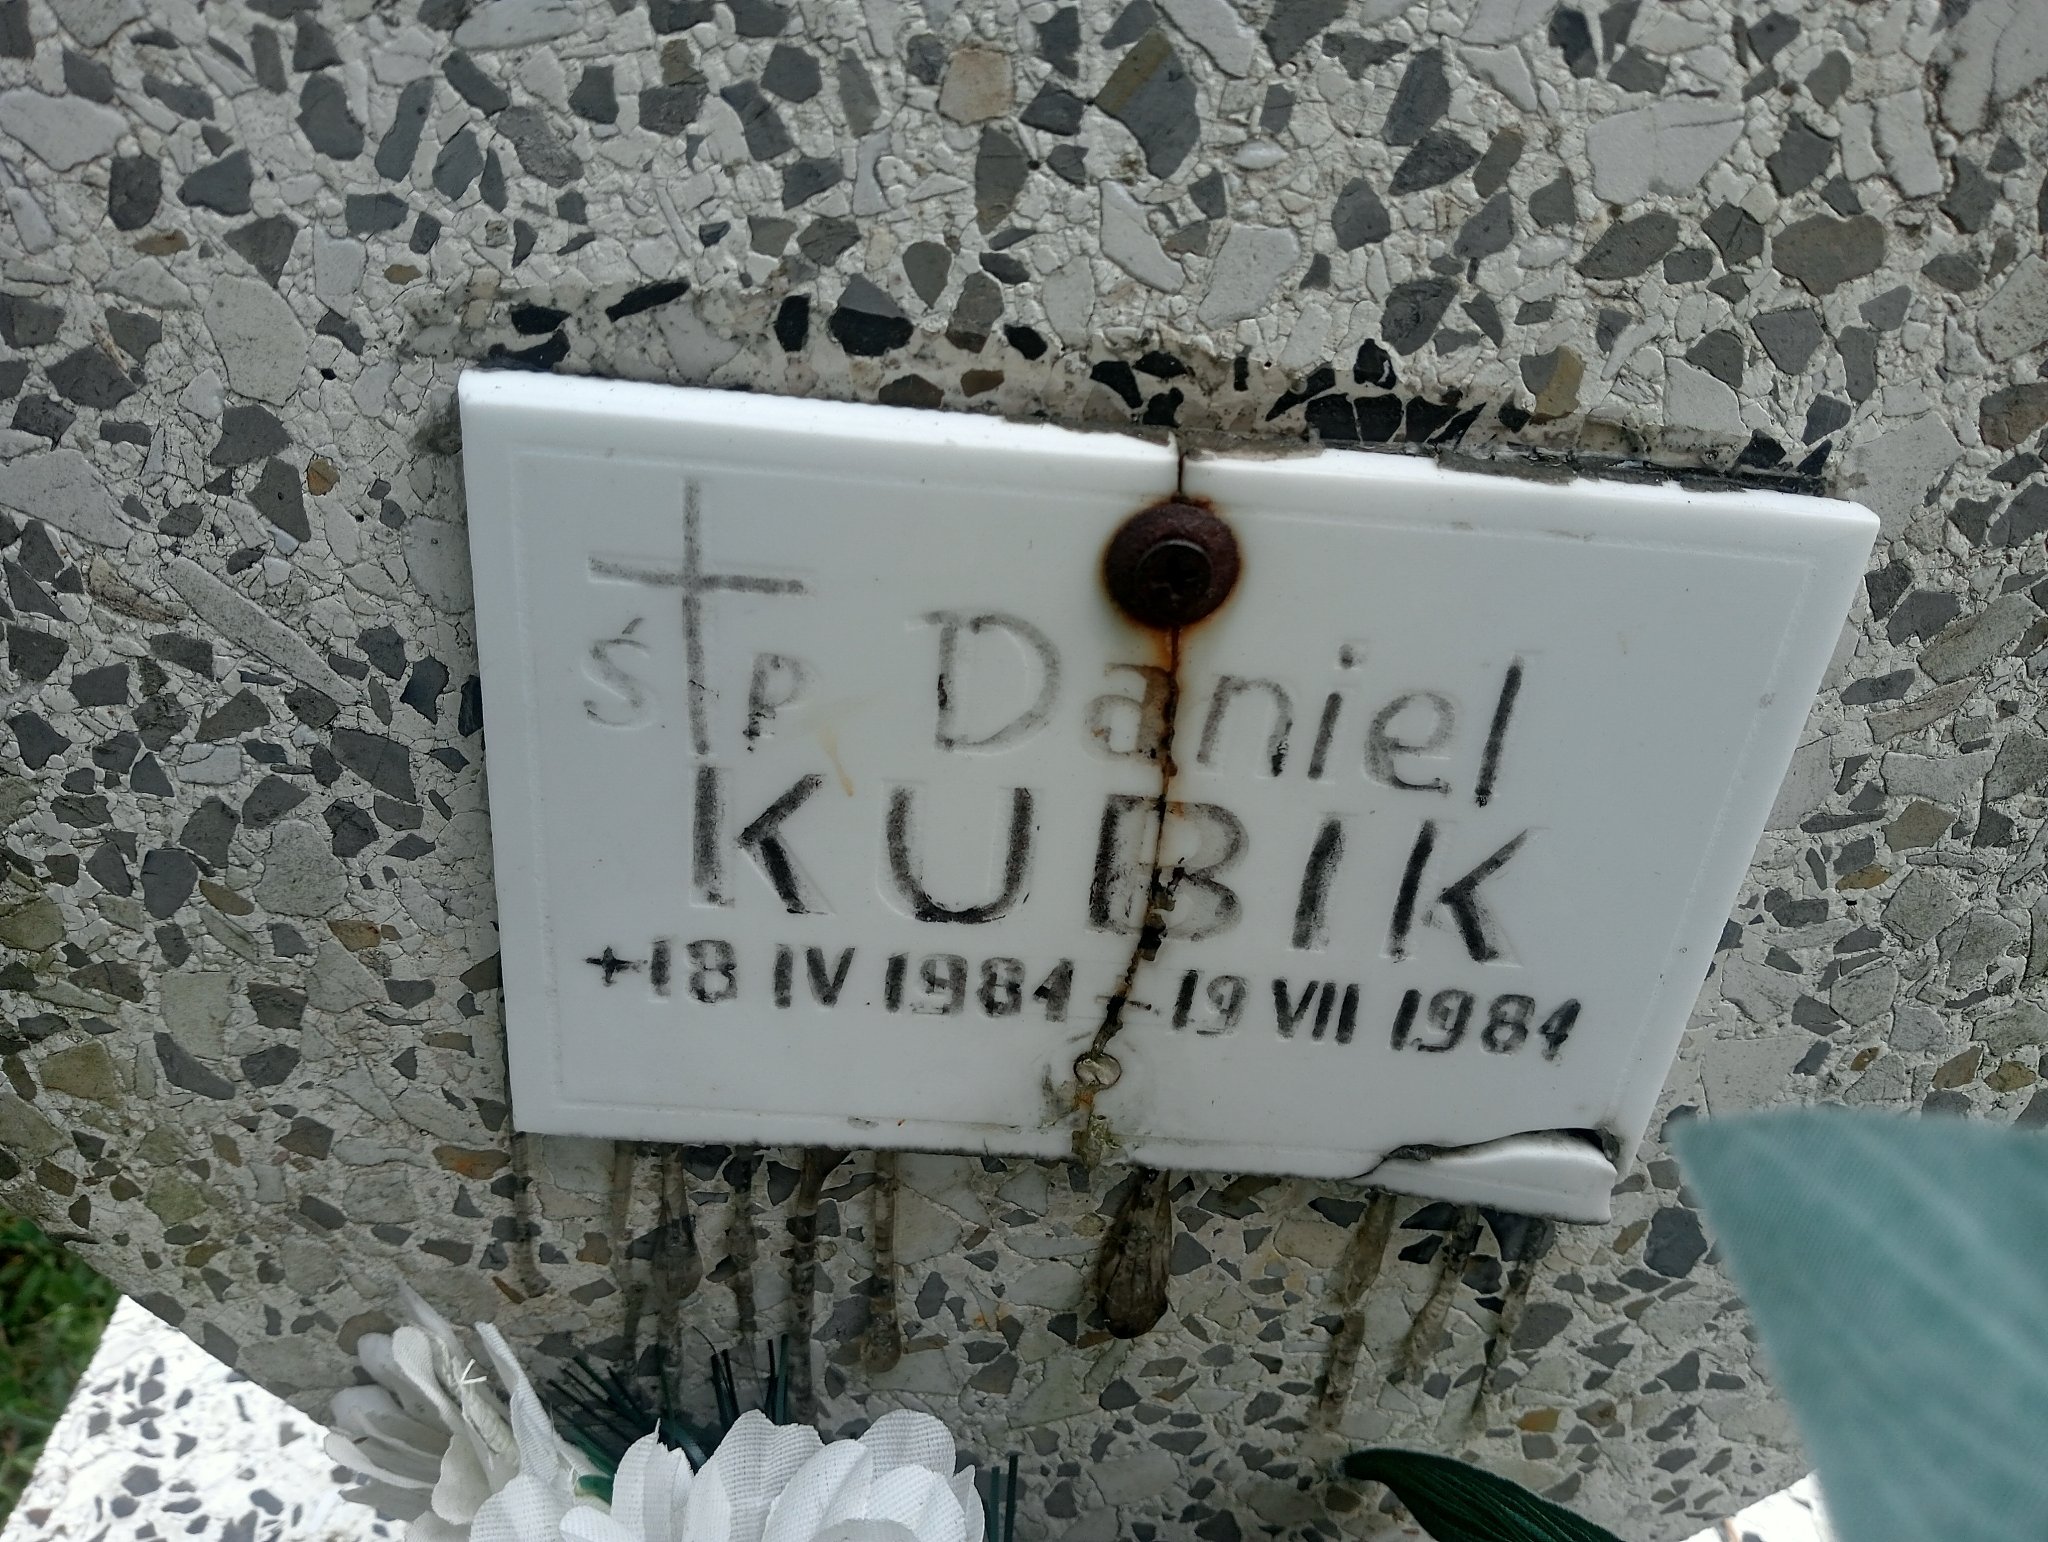 Ś P Daniel
KUBIK
+18 IV 1984 - 19 VII 1984